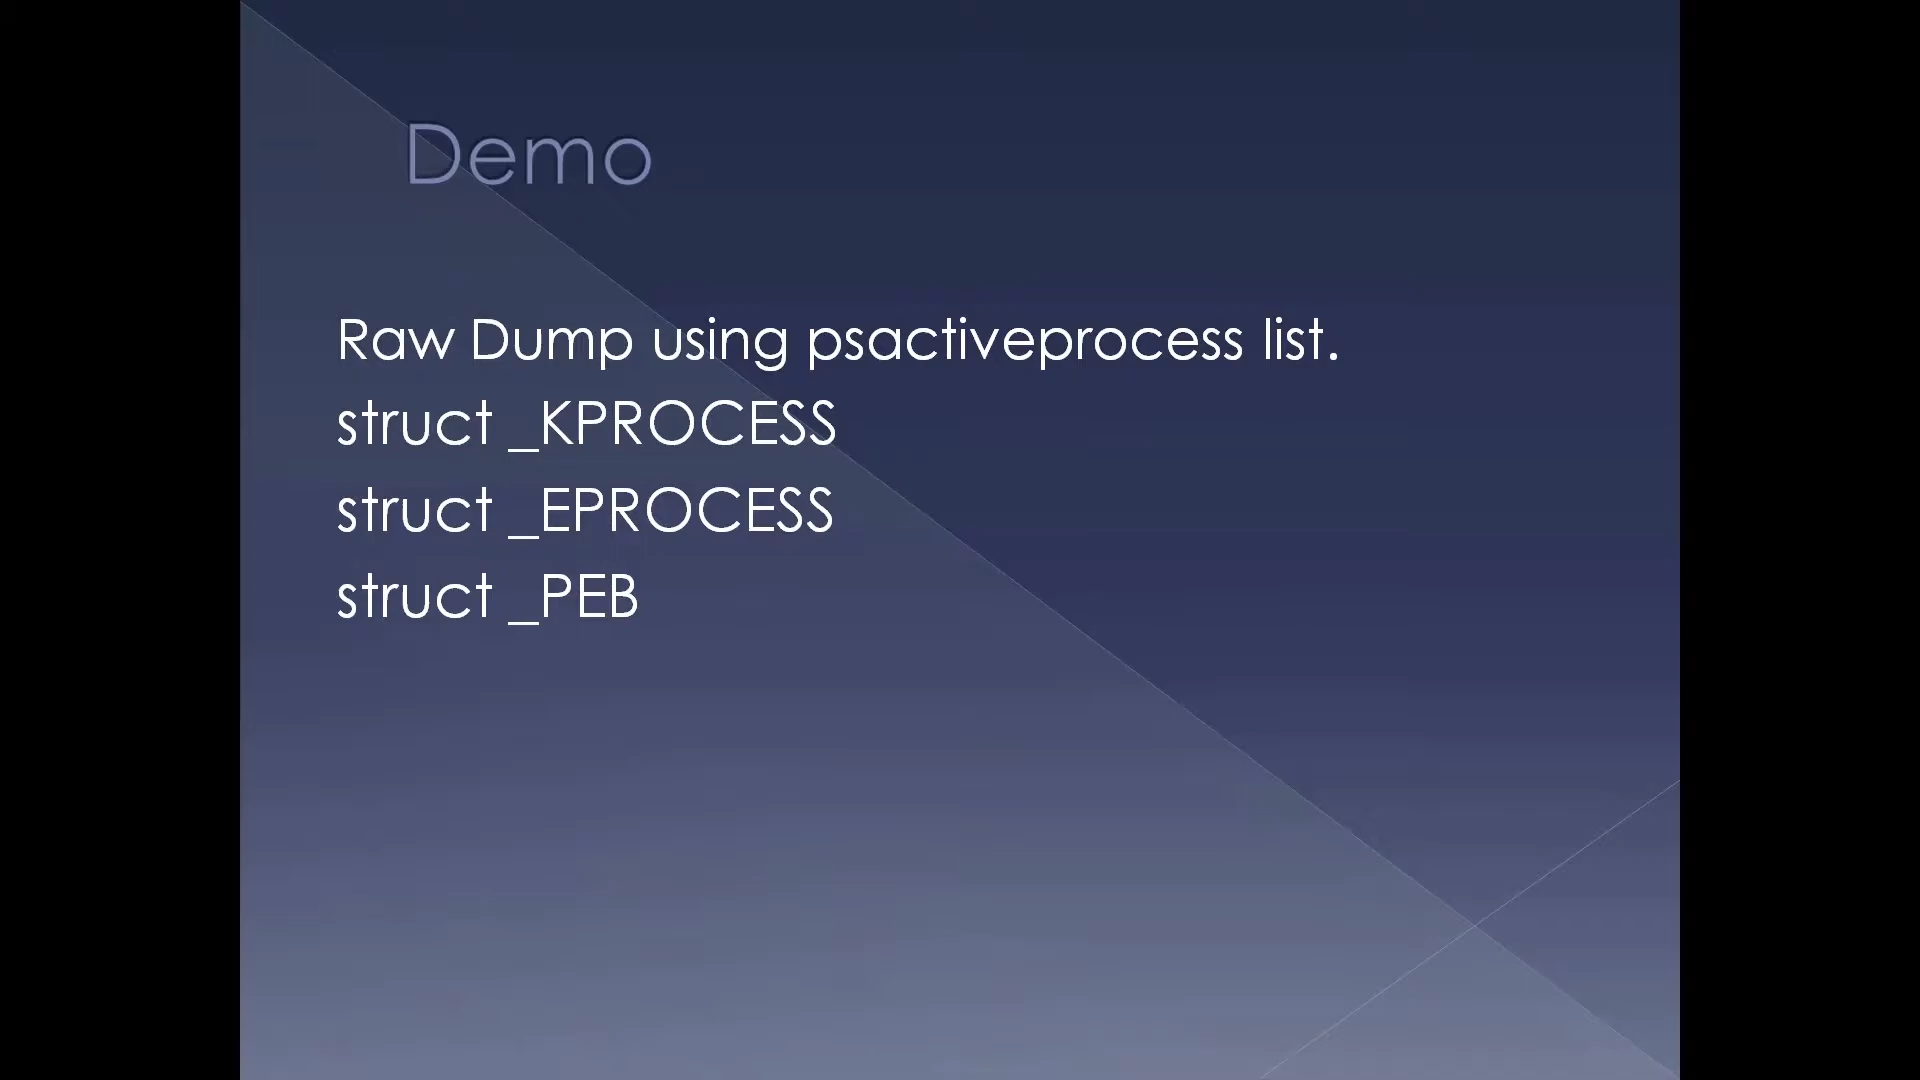 Demo
Raw Dump using psactiveprocess list.
struct _KPROCESS
struct _EPROCESS
struct _PEB